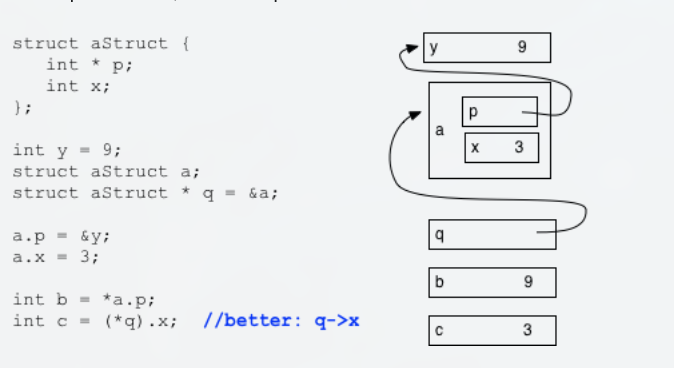 struct aStruct {
int * p;
int x;
};
int y = 9;
struct aStruct a;
struct aStruct * q = &a;
a.p = &y;
a.x = 3;
int b = *a.p;
int c = (*q).x; //better: q->x
y 9
p
a
x 3
q
b 9
c 3